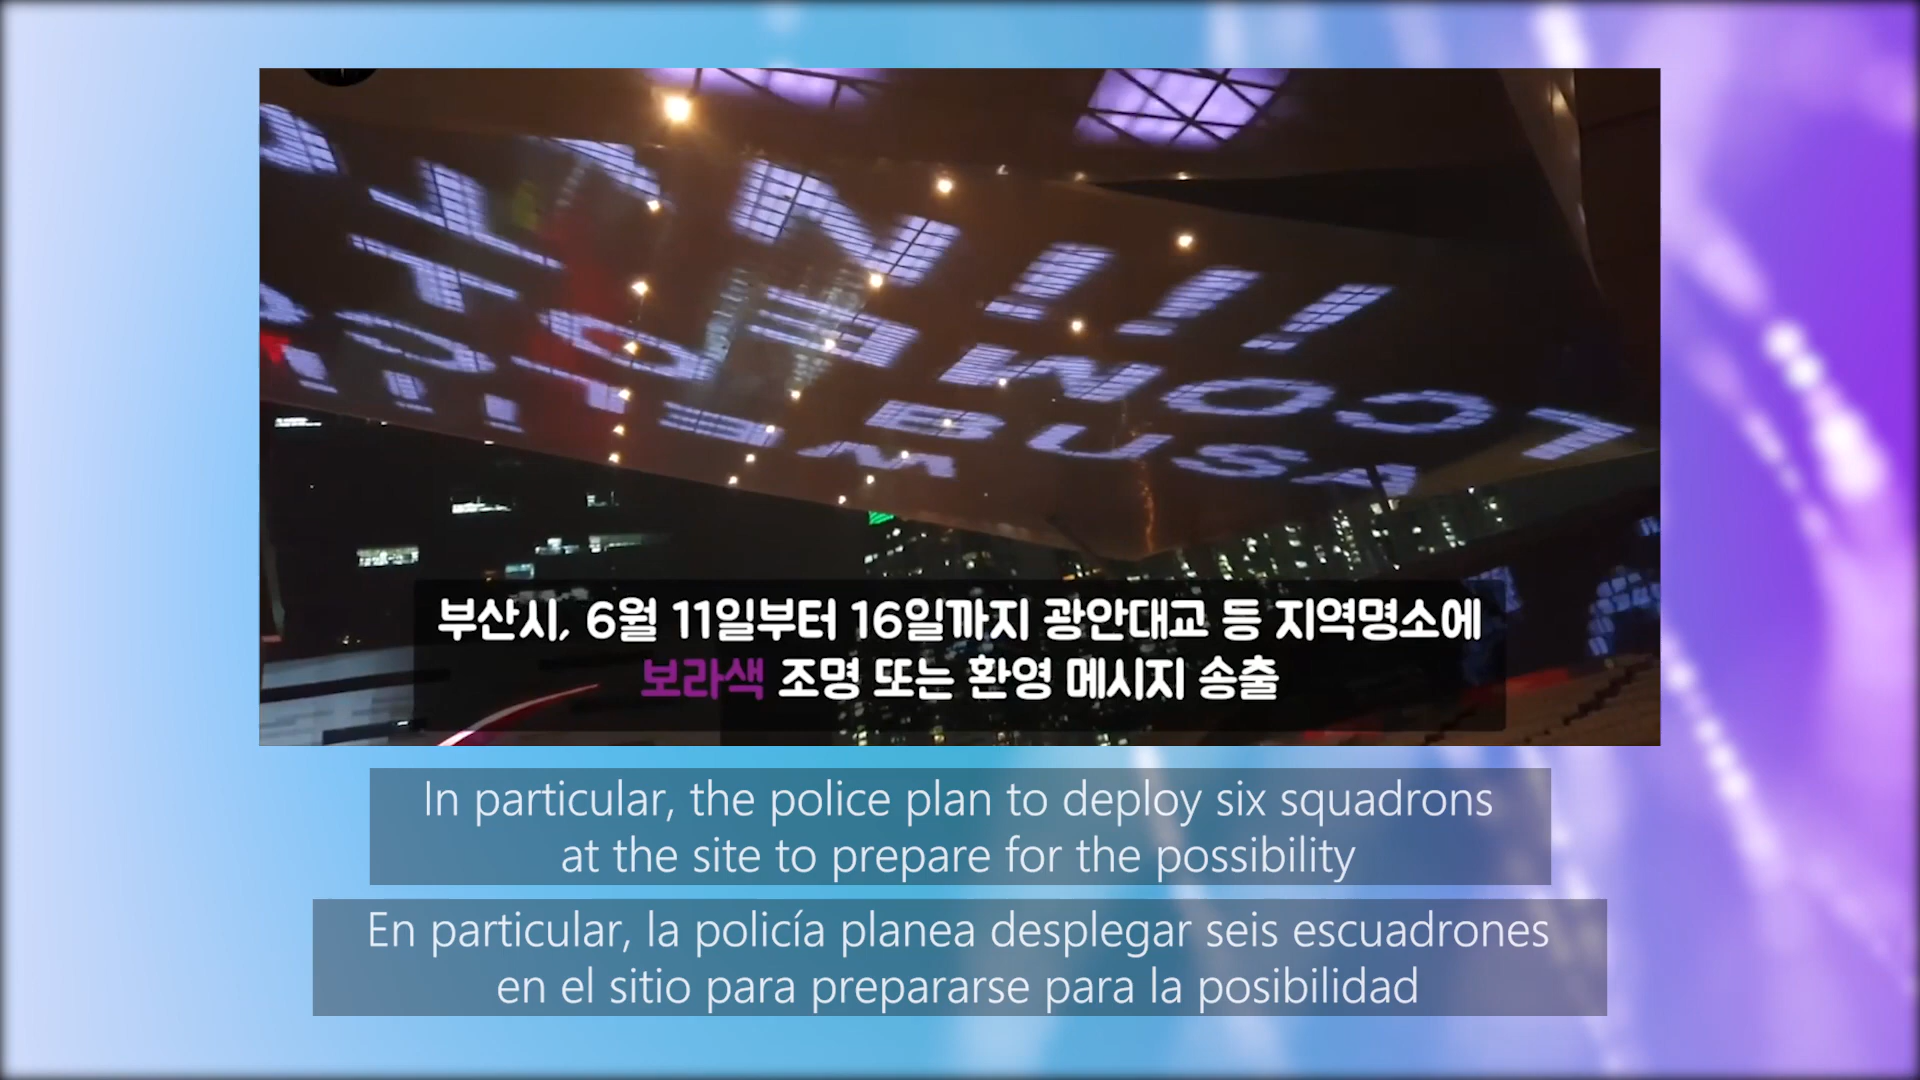 COME
BUSA
부산시, 6월 11일부터 16일까지 광안대교 등 지역명소에
보라색 조명 또는 환영 메시지 송출
In particular, the police plan to deploy six squadrons
at the site to prepare for the possibility
En particular, la policía planea desplegar seis escuadrones
en el sitio para prepararse para la posibilidad